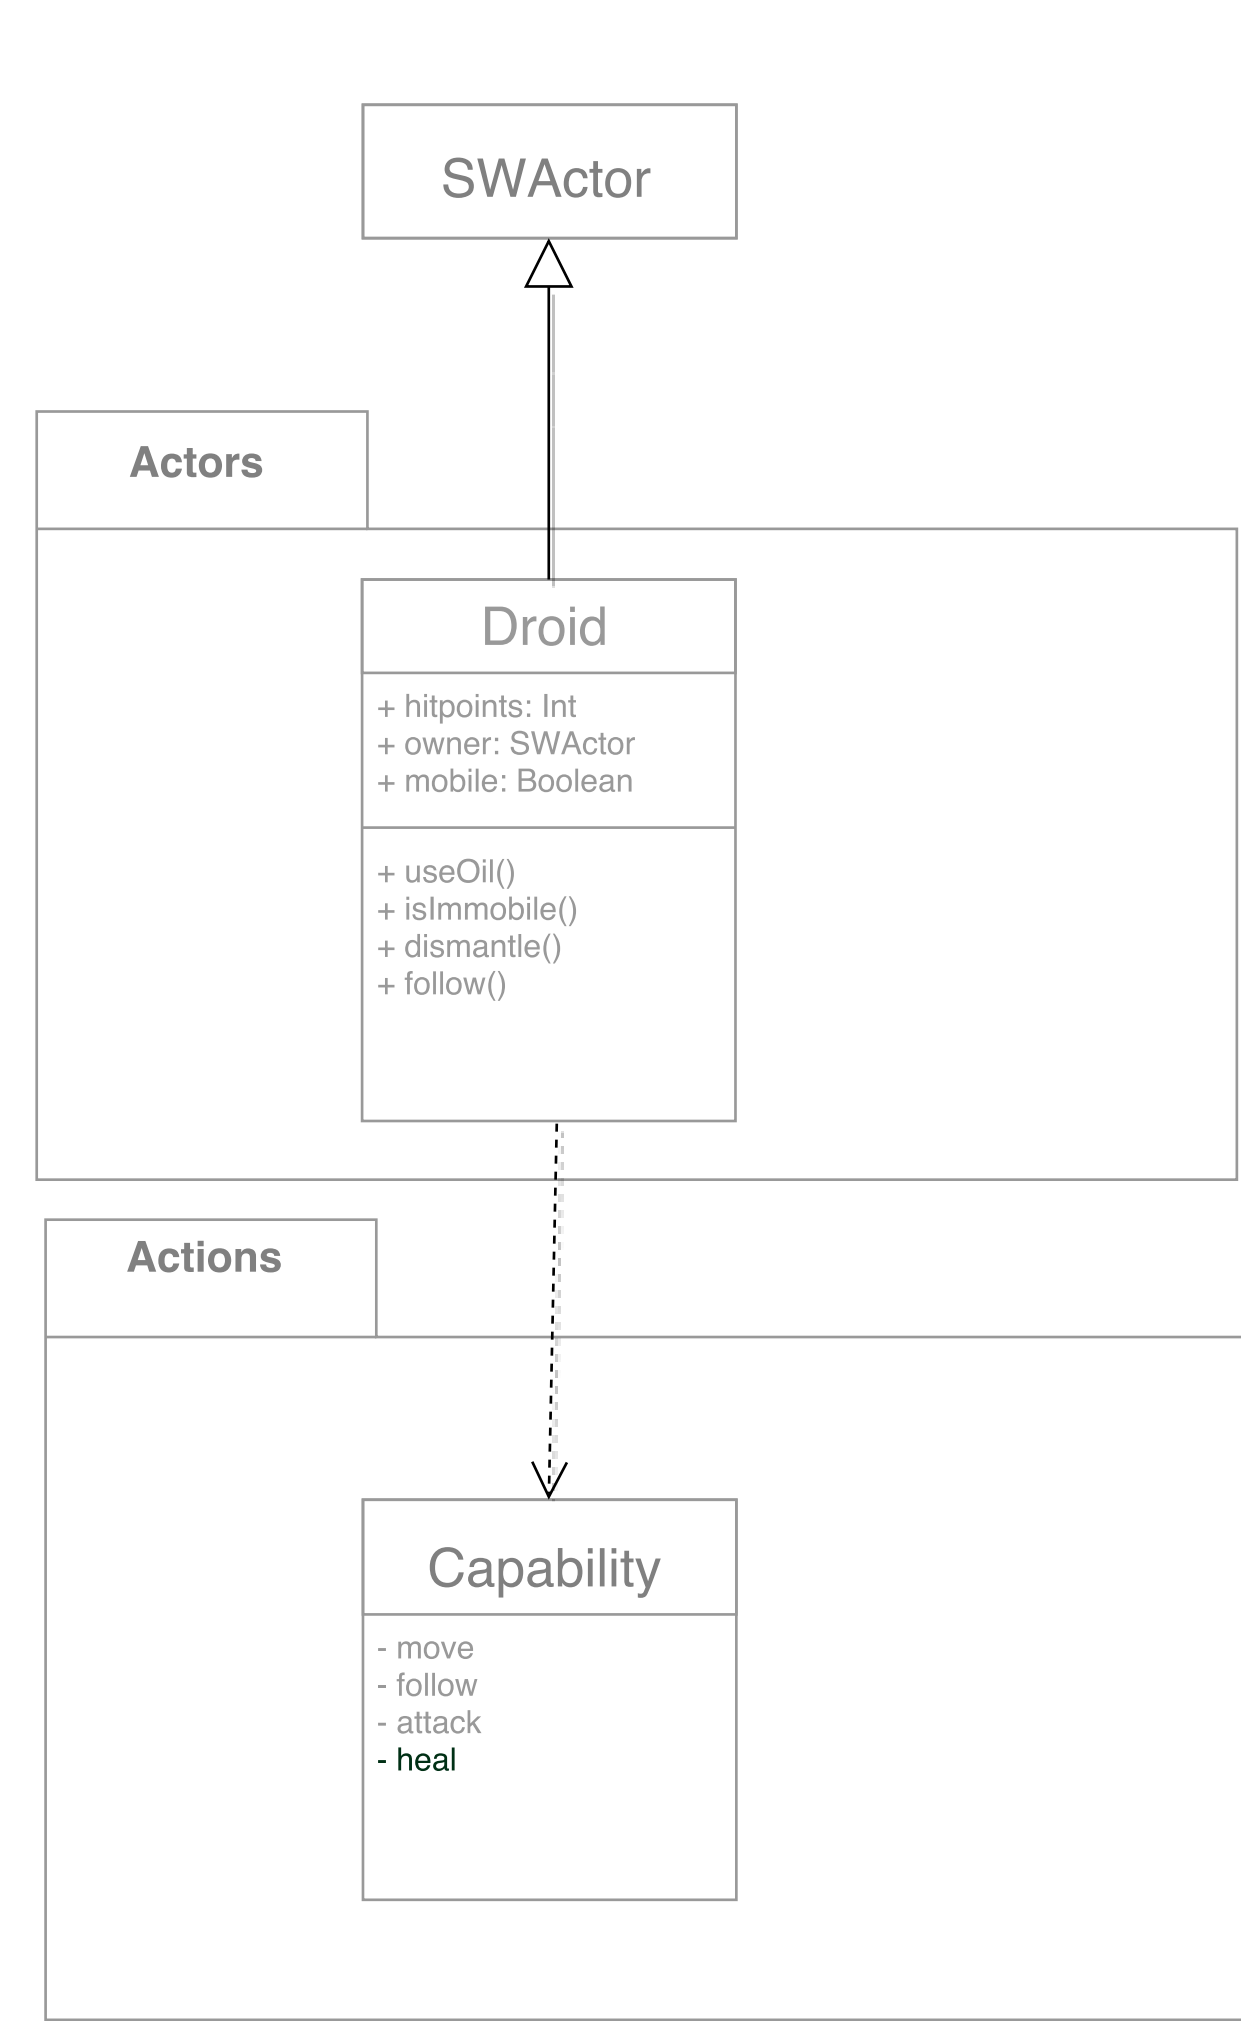 SWActor
Actors
Droid
+ hitpoints: Int
+ owner: SWActor
+ mobile: Boolean
+ useOil()
+ isImmobile()
+ dismantle()
+ follow()
Actions
Capability
- move
- follow
- attack
- heal